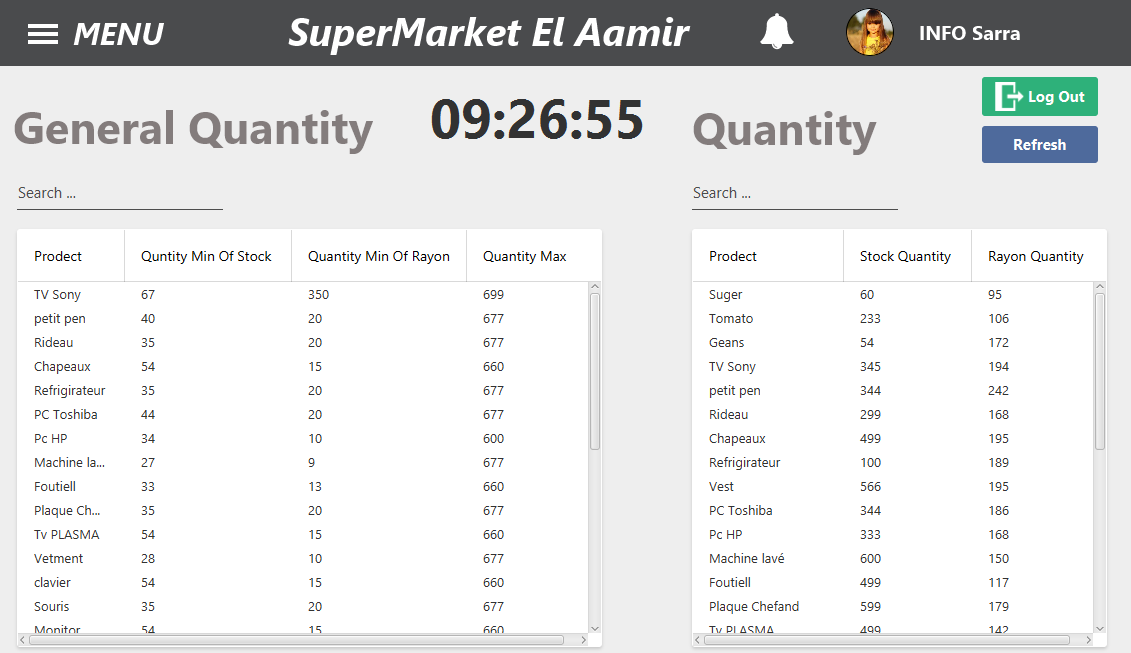 MENU SuperMarket El Aamir INFO Sarra
General Quantity 09:26:55 Quantity
Log Out
Refresh
Search ...
Prodect Quntity Min Of Stock Quantity Min Of Rayon Quantity Max
TV Sony 67 350 699
petit pen 40 20 677
Rideau 35 20 677
Chapeaux 54 15 660
Refrigirateur 35 20 677
PC Toshiba 44 20 677
Pc HP 34 10 600
Machine la... 27 9 677
Foutiell 33 13 660
Plaque Ch... 35 20 677
Tv PLASMA 54 15 660
Vetment 28 10 677
clavier 54 15 660
Souris 35 20 677
Monitor 54 15 660
Search ...
Prodect Stock Quantity Rayon Quantity
Suger 60 95
Tomato 233 106
Geans 54 172
TV Sony 345 194
petit pen 344 242
Rideau 299 168
Chapeaux 499 195
Refrigirateur 100 189
Vest 566 195
PC Toshiba 344 186
Pc HP 333 168
Machine lavé 600 150
Foutiell 499 117
Plaque Chefand 599 179
Tv PLASMA 499 142